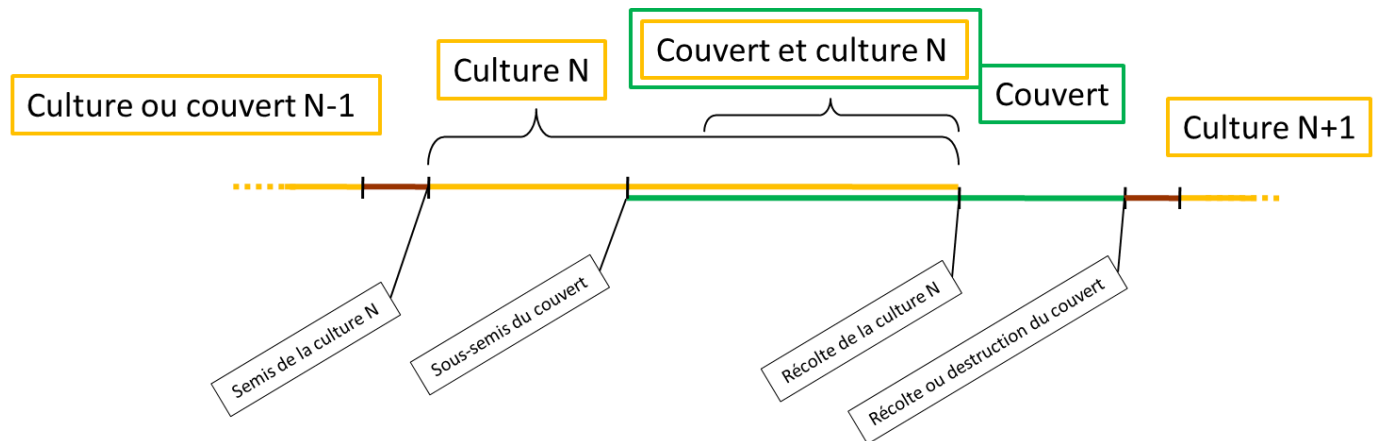 Couvert et culture N
Culture N
Couvert
Culture ou couvert N-1
Culture N+1
Semis de la culture N
Sous-semis du couvert
Récolte de la culture N
Récolte ou destruction du couvert